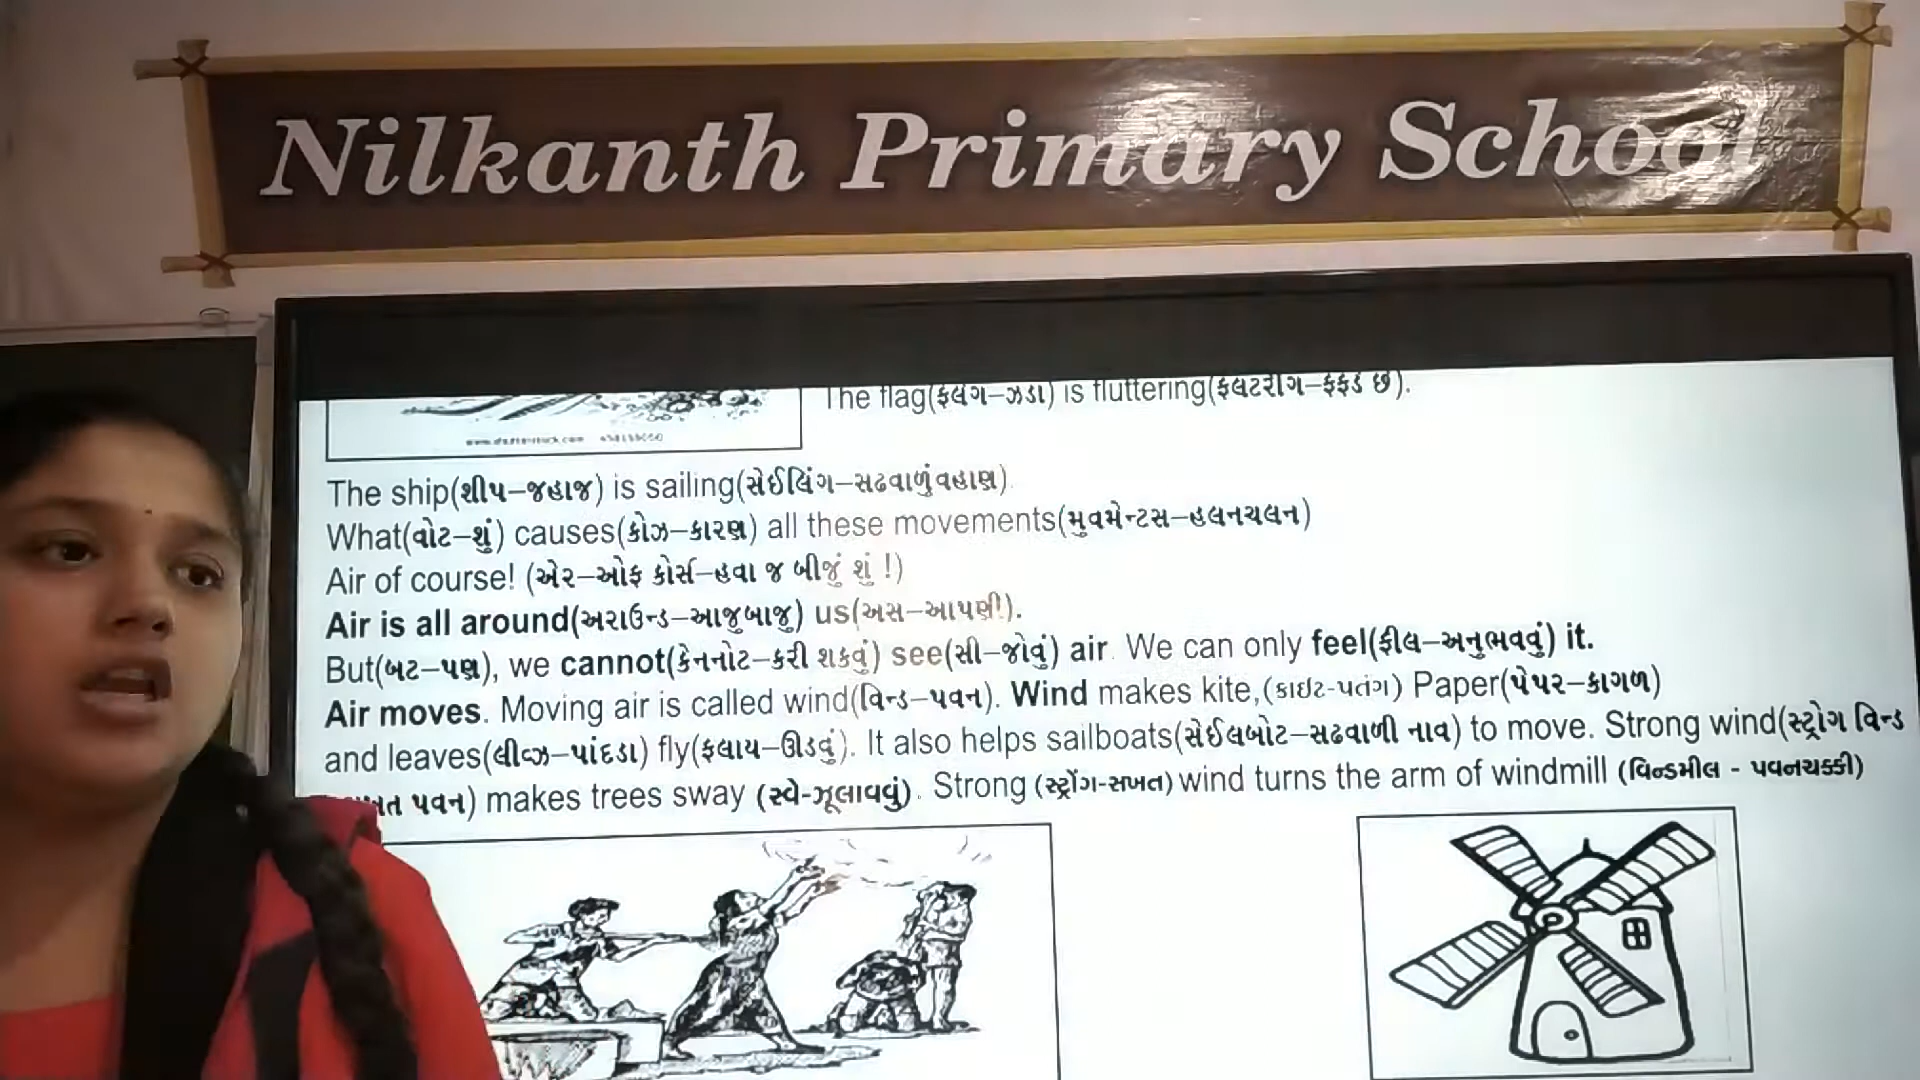 Nilkanth Primary School
The flag(ફલેગ–ઝંડા) is fluttering(ફલટરીંગ–ફફડે છે).
The ship(શીપ–જહાજ) is sailing(સેઈલિંગ–સઢવાળુંવહાણ).
What(વોટ–શું) causes(કોઝ–કારણ) all these movements(મુવમેન્ટસ–હલનચલન)
Air of course! (એર–ઓફ કોર્સ–હવા જ બીજું શું !)
Air is all around(અરાઉન્ડ–આજુબાજુ) us(અસ–આપણી).
But(બટ–પણ), we cannot(કેનનોટ–કરી શકવું) see(સી–જોવું) air. We can only feel(ફીલ–અનુભવવું) it.
Air moves. Moving air is called wind(વિન્ડ–પવન). Wind makes kite,(કાઇટ-પતંગ) Paper(પેપર–કાગળ)
and leaves(લીવ્ઝ–પાંદડા) fly(ફલાય–ઊડવું). It also helps sailboats(સેઈલબોટ–સઢવાળી નાવ) to move. Strong wind(સ્ટ્રોગ વિન્ડ
પવન) makes trees sway (સ્વે-ઝૂલાવવું). Strong (સ્ટ્રોંગ-સખત) wind turns the arm of windmill (વિન્ડમીલ - પવનચક્કી)